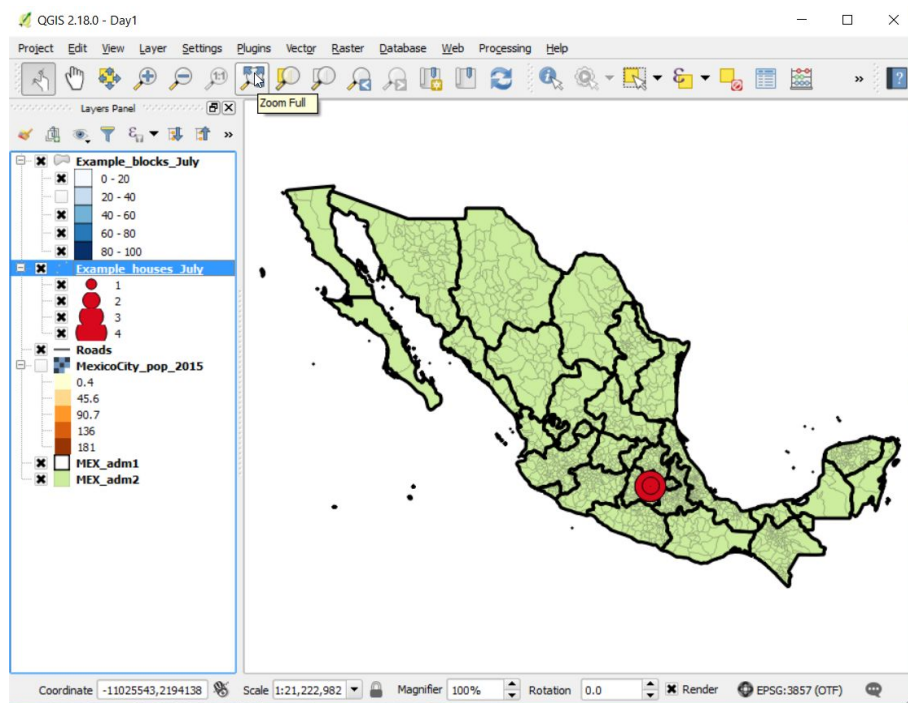 QGIS 2.18.0 - Day1
Project Edit View Layer Settings Plugins Vector Raster Database Web Processing Help
1:1
»
?
Zoom Full
Layers Panel
ε
»
Example_blocks_July
0 - 20
20 - 40
40 - 60
60 - 80
80 - 100
Example_houses_July
1
2
3
4
Roads
MexicoCity_pop_2015
0.4
45.6
90.7
136
181
MEX_adm1
MEX_adm2
Coordinate -11025543,2194138 Scale 1:21,222,982 Magnifier 100% Rotation 0.0 Render EPSG:3857 (OTF)